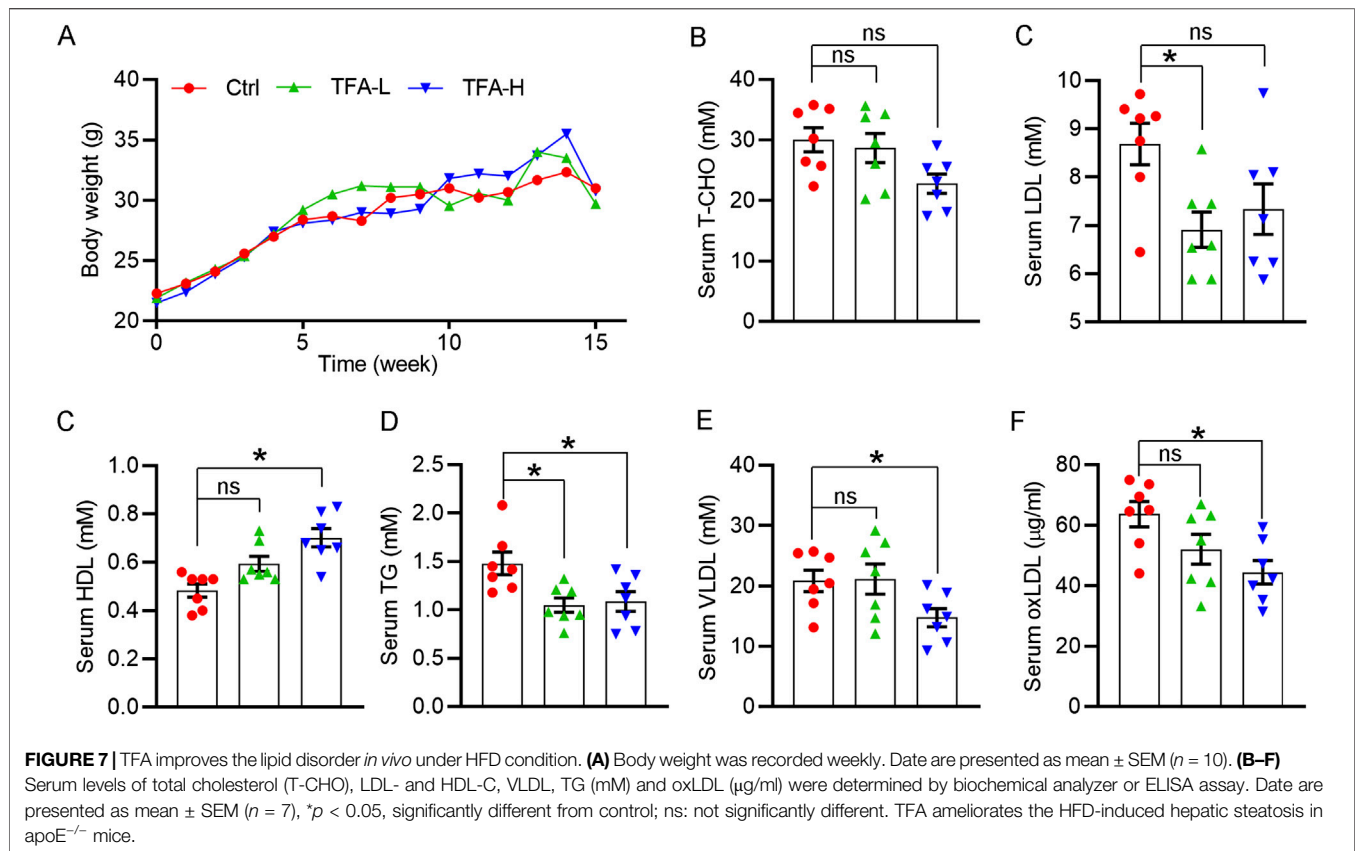 A
Ctrl TFA-L TFA-H
40
35
30
25
20
Body weight (g)
0 5 10 15
Time (week)
B
ns
ns
40
30
20
10
0
Serum T-CHO (mM)
C
ns
*
10
9
8
7
6
5
Serum LDL (mM)
C
*
ns
1.0
0.8
0.6
0.4
0.2
0.0
Serum HDL (mM)
D
*
*
2.5
2.0
1.5
1.0
0.5
0.0
Serum TG (mM)
E
*
ns
40
30
20
10
0
Serum VLDL (mM)
F
*
ns
80
60
40
20
0
Serum oxLDL (μg/ml)
FIGURE 7 | TFA improves the lipid disorder in vivo under HFD condition. (A) Body weight was recorded weekly. Date are presented as mean ± SEM (n = 10). (B–F)
Serum levels of total cholesterol (T-CHO), LDL- and HDL-C, VLDL, TG (mM) and oxLDL (μg/ml) were determined by biochemical analyzer or ELISA assay. Date are
presented as mean ± SEM (n = 7), *p < 0.05, significantly different from control; ns: not significantly different. TFA ameliorates the HFD-induced hepatic steatosis in
apoE−/− mice.